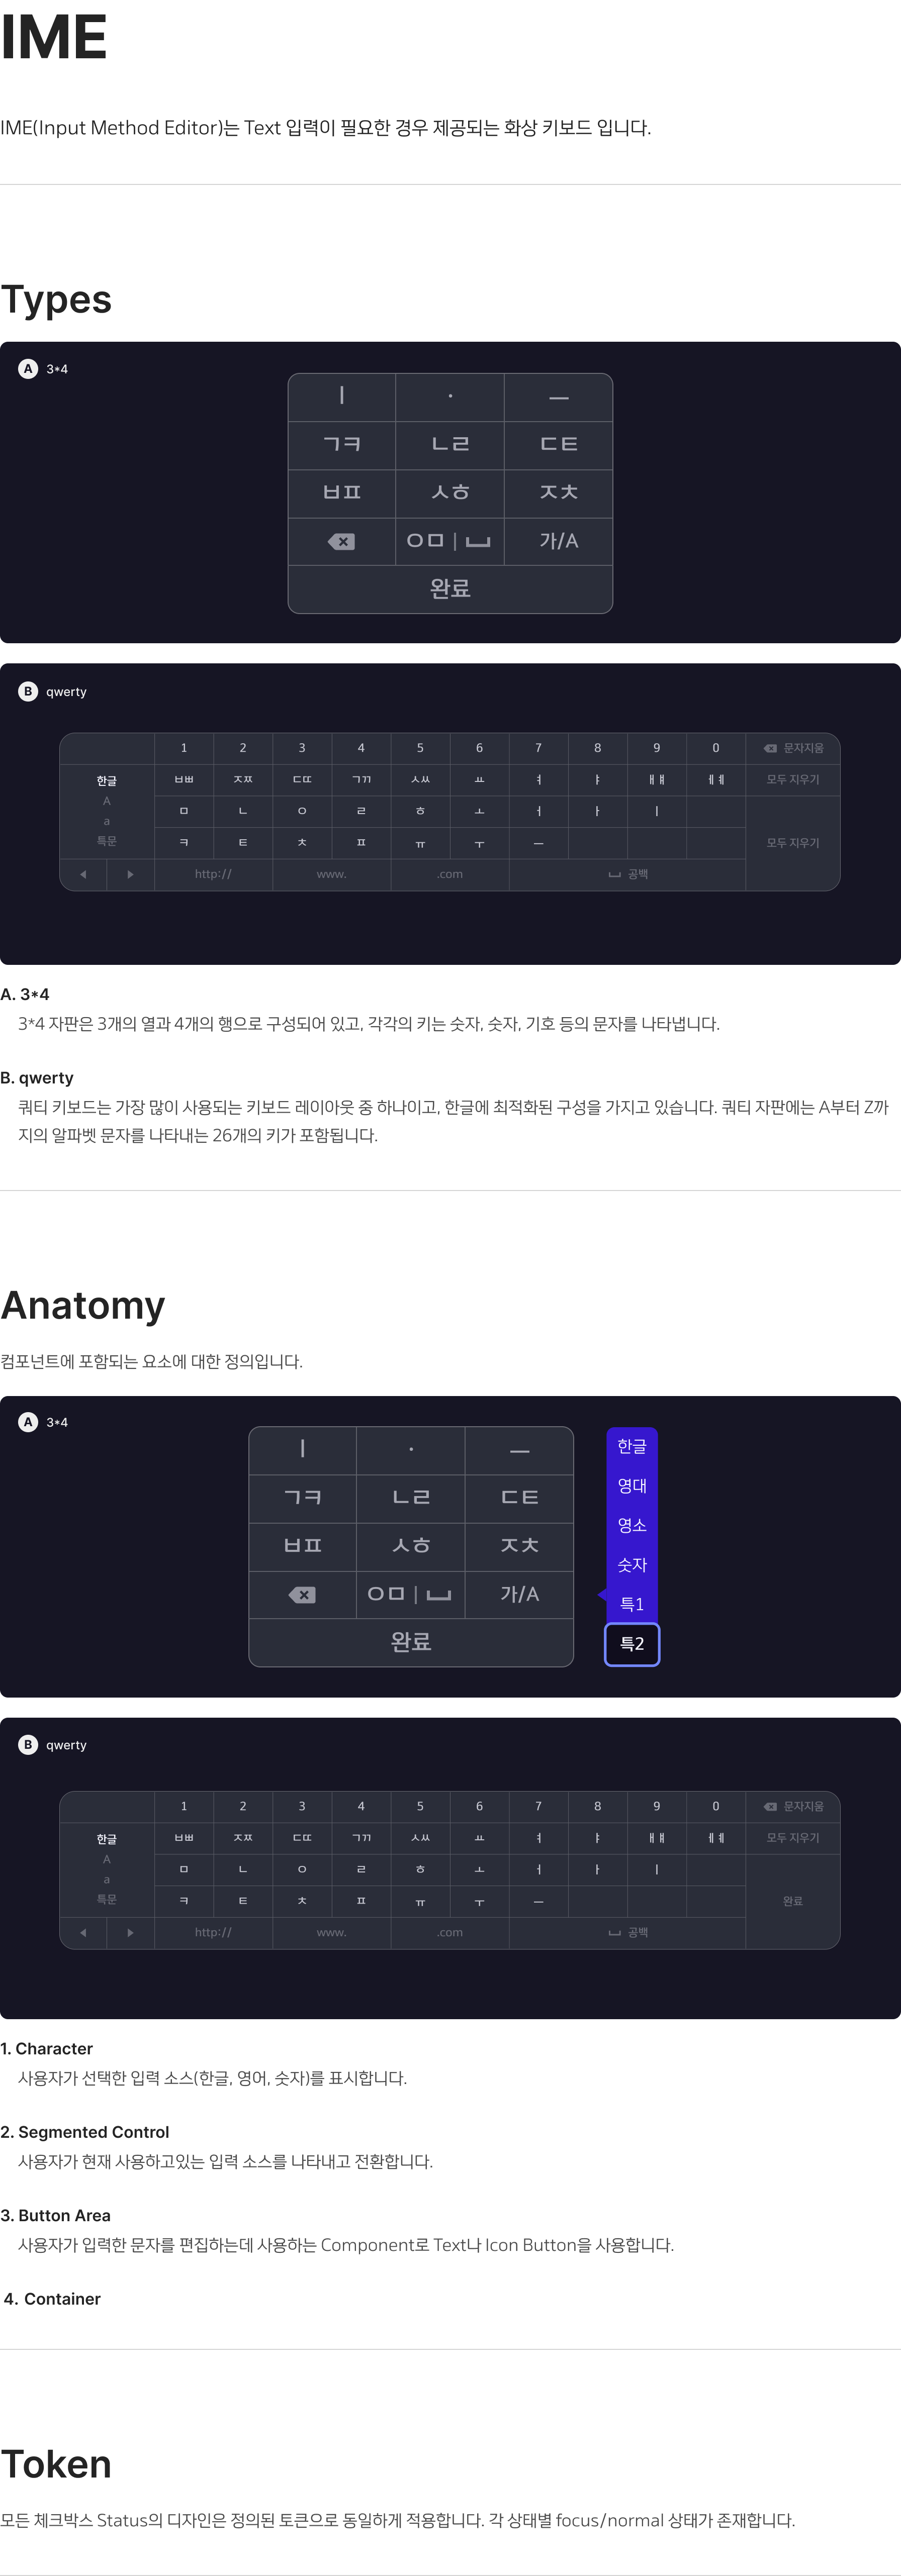 IME
IME(Input Method Editor)는 Text 입력이 필요한 경우 제공되는 화상 키보드 입니다.
Types
A 3*4
ㅣ · ㅡ
ㄱㅋ ㄴㄹ ㄷㅌ
ㅂㅍ ㅅㅎ ㅈㅊ
ㅇㅁ | 가/A
완료
B qwerty
1 2 3 4 5 6 7 8 9 0 문자지움
한글 ㅂㅃ ㅈㅉ ㄷㄸ ㄱㄲ ㅅㅆ ㅛ ㅕ ㅑ ㅐㅒ ㅔㅖ 모두 지우기
A
ㅁ ㄴ ㅇ ㄹ ㅎ ㅗ ㅓ ㅏ ㅣ
a
특문 ㅋ ㅌ ㅊ ㅍ ㅠ ㅜ ㅡ 모두 지우기
http:// www. .com 공백
A. 3*4
3*4 자판은 3개의 열과 4개의 행으로 구성되어 있고, 각각의 키는 숫자, 숫자, 기호 등의 문자를 나타냅니다.
B. qwerty
쿼티 키보드는 가장 많이 사용되는 키보드 레이아웃 중 하나이고, 한글에 최적화된 구성을 가지고 있습니다. 쿼티 자판에는 A부터 Z까
지의 알파벳 문자를 나타내는 26개의 키가 포함됩니다.
Anatomy
컴포넌트에 포함되는 요소에 대한 정의입니다.
A 3*4
ㅣ · ㅡ
ㄱㅋ ㄴㄹ ㄷㅌ
ㅂㅍ ㅅㅎ ㅈㅊ
ㅇㅁ | 가/A
완료
한글
영대
영소
숫자
특1
특2
B qwerty
1 2 3 4 5 6 7 8 9 0 문자지움
한글 ㅂㅃ ㅈㅉ ㄷㄸ ㄱㄲ ㅅㅆ ㅛ ㅕ ㅑ ㅐㅒ ㅔㅖ 모두 지우기
A
ㅁ ㄴ ㅇ ㄹ ㅎ ㅗ ㅓ ㅏ ㅣ
a
특문 ㅋ ㅌ ㅊ ㅍ ㅠ ㅜ ㅡ 완료
http:// www. .com 공백
1. Character
사용자가 선택한 입력 소스(한글, 영어, 숫자)를 표시합니다.
2. Segmented Control
사용자가 현재 사용하고있는 입력 소스를 나타내고 전환합니다.
3. Button Area
사용자가 입력한 문자를 편집하는데 사용하는 Component로 Text나 Icon Button을 사용합니다.
4. Container
Token
모든 체크박스 Status의 디자인은 정의된 토큰으로 동일하게 적용합니다. 각 상태별 focus/normal 상태가 존재합니다.